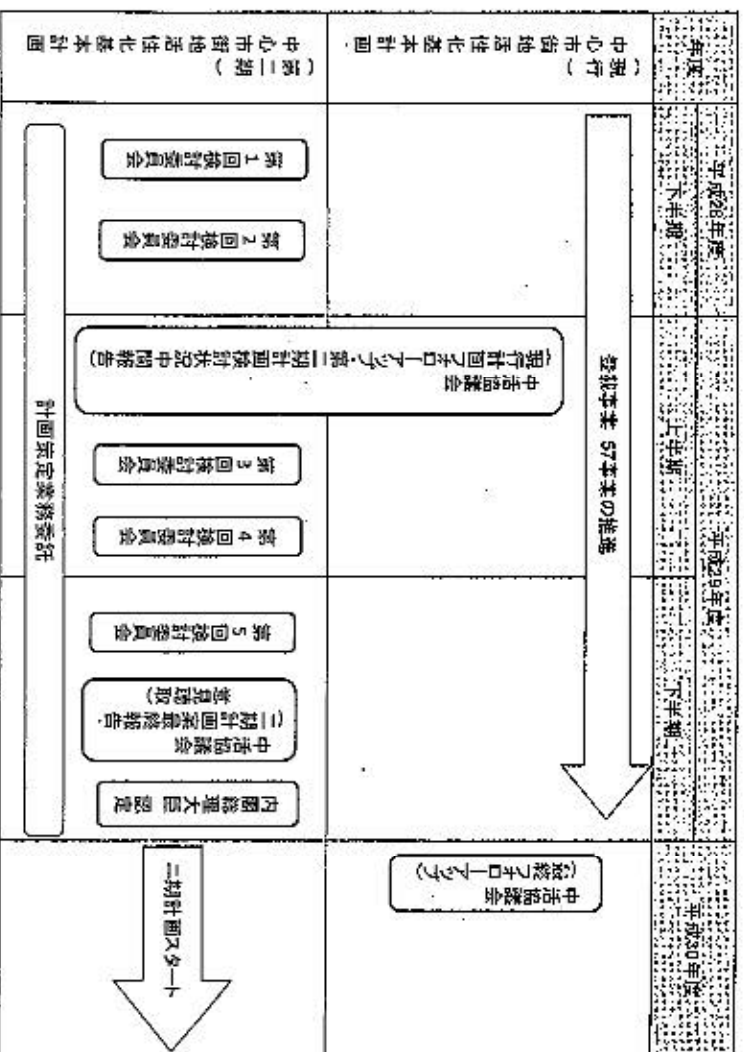 年度
平成28年度
下半期
平成29年度
上半期
下半期
平成30年度
(現行)
中心市街地活性化基本計画
登載事業 57事業の推進
中活協議会
(最終フォローアップ)
(第二期)
中心市街地活性化基本計画
第1回検討委員会
第2回検討委員会
中活協議会
(現行計画フォローアップ・第二期計画検討状況中間報告)
第3回検討委員会
第4回検討委員会
第5回検討委員会
中活協議会
(二期計画案最終報告・
意見聴取)
内閣総理大臣 認定
計画策定業務委託
二期計画スタート